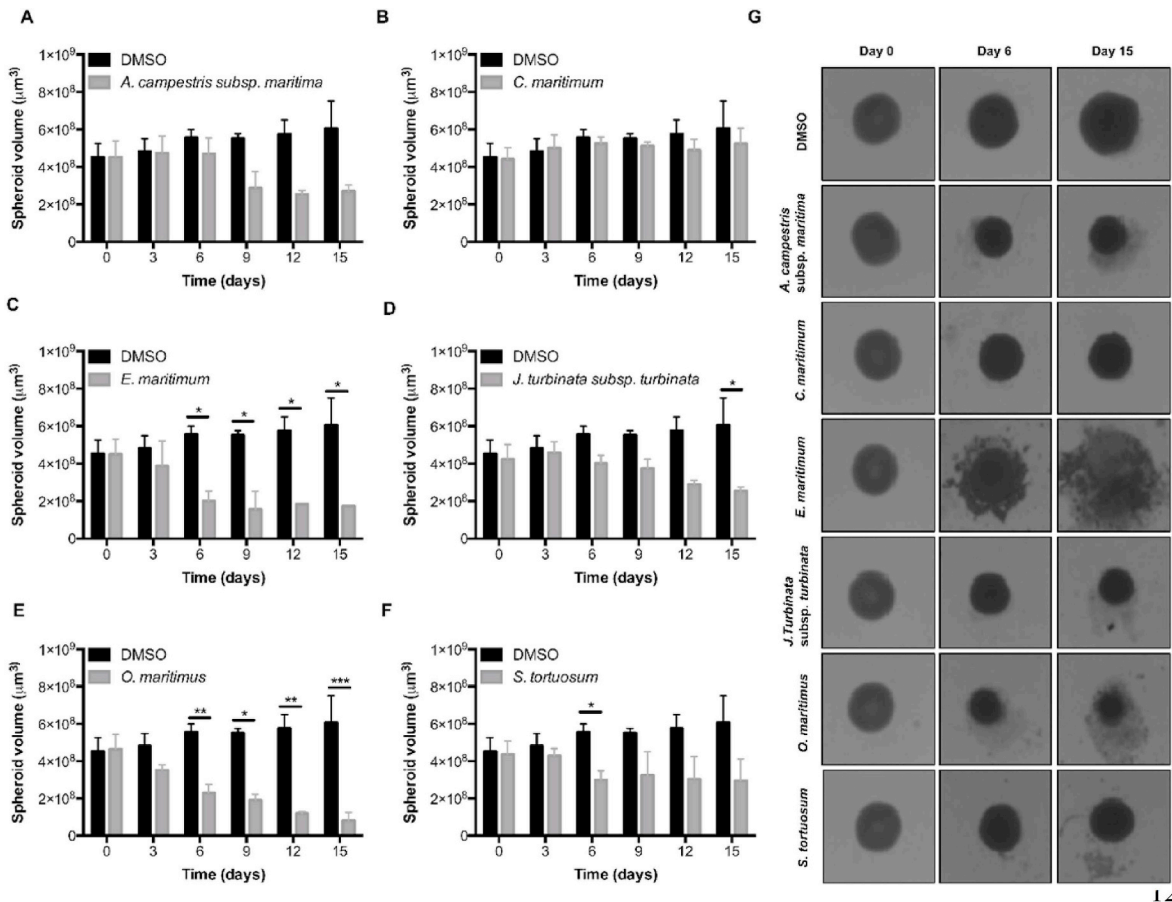 A
1×10⁹
8×10⁸
6×10⁸
4×10⁸
2×10⁸
0
Spheroid volume (μm³)
DMSO
A. campestris subsp. maritima
0 3 6 9 12 15
Time (days)
B
1×10⁹
8×10⁸
6×10⁸
4×10⁸
2×10⁸
0
Spheroid volume (μm³)
DMSO
C. maritimum
0 3 6 9 12 15
Time (days)
C
1×10⁹
8×10⁸
6×10⁸
4×10⁸
2×10⁸
0
Spheroid volume (μm³)
DMSO
E. maritimum
* * * *
0 3 6 9 12 15
Time (days)
D
1×10⁹
8×10⁸
6×10⁸
4×10⁸
2×10⁸
0
Spheroid volume (μm³)
DMSO
J. turbinata subsp. turbinata
*
0 3 6 9 12 15
Time (days)
E
1×10⁹
8×10⁸
6×10⁸
4×10⁸
2×10⁸
0
Spheroid volume (μm³)
DMSO
O. maritimus
** * ** ***
0 3 6 9 12 15
Time (days)
F
1×10⁹
8×10⁸
6×10⁸
4×10⁸
2×10⁸
0
Spheroid volume (μm³)
DMSO
S. tortuosum
*
0 3 6 9 12 15
Time (days)
G
Day 0 Day 6 Day 15
DMSO
A. campestris
subsp. maritima
C. maritimum
E. maritimum
J.Turbinata
subsp. turbinata
O. maritimus
S. tortuosum